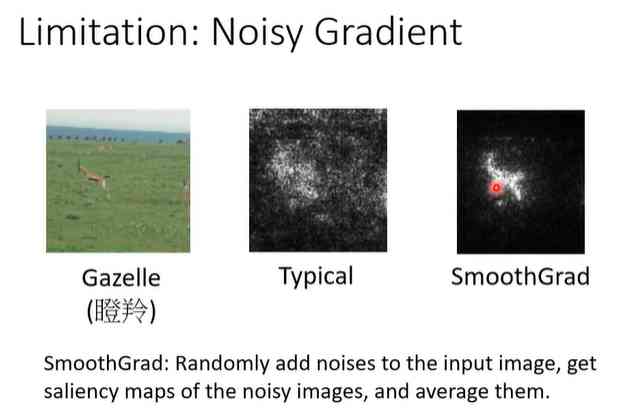 Limitation: Noisy Gradient
Gazelle
(瞪羚)
Typical
SmoothGrad
SmoothGrad: Randomly add noises to the input image, get
saliency maps of the noisy images, and average them.